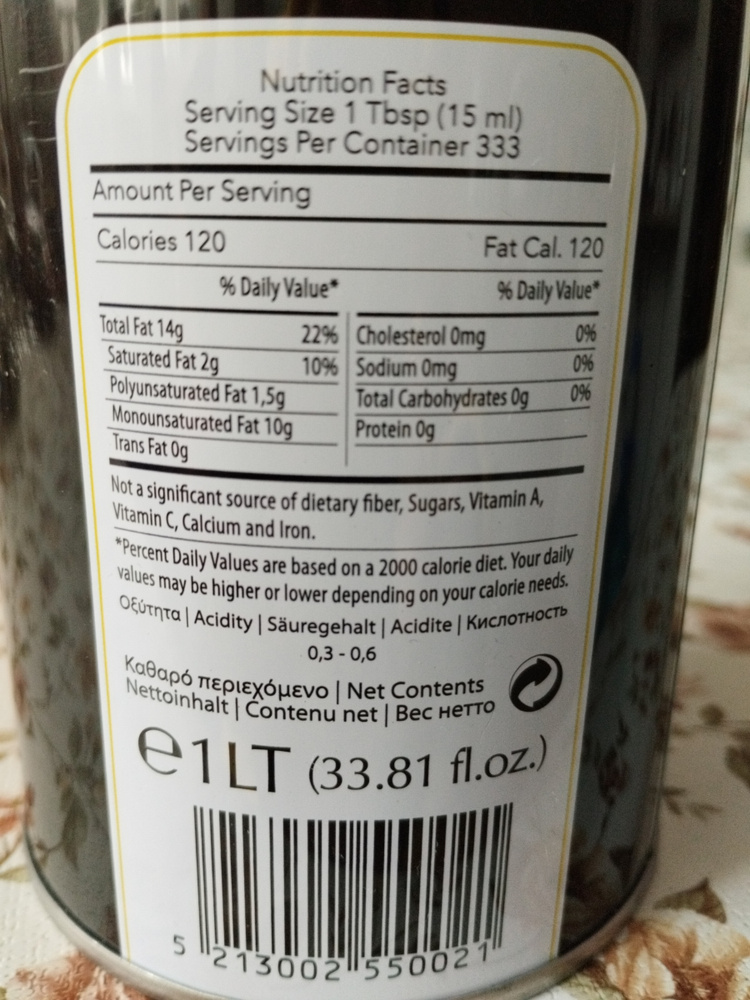 Nutrition Facts
Serving Size 1 Tbsp (15 ml)
Servings Per Container 333
Amount Per Serving
Calories 120 Fat Cal. 120
% Daily Value* % Daily Value*
Total Fat 14g 22% Cholesterol 0mg 0%
Saturated Fat 2g 10% Sodium 0mg 0%
Polyunsaturated Fat 1,5g Total Carbohydrates 0g 0%
Monounsaturated Fat 10g Protein 0g
Trans Fat 0g
Not a significant source of dietary fiber, Sugars, Vitamin A,
Vitamin C, Calcium and Iron.
*Percent Daily Values are based on a 2000 calorie diet. Your daily
values may be higher or lower depending on your calorie needs.
Οξύτητα | Acidity | Säuregehalt | Acidite | Кислотность
0,3 - 0,6
Καθαρό περιεχόμενο | Net Contents
Nettoinhalt | Contenu net | Вес нетто
℮1LT (33.81 fl.oz.)
5 213002 550021